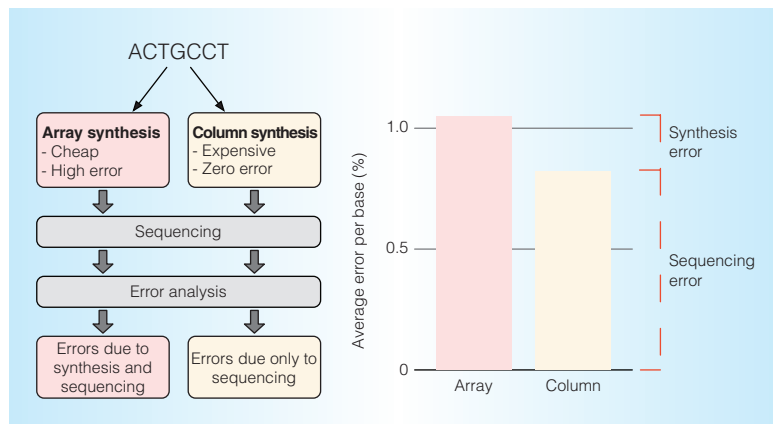 ACTGCCT
Array synthesis
- Cheap
- High error
Column synthesis
- Expensive
- Zero error
Sequencing
Error analysis
Errors due to
synthesis and
sequencing
Errors due only to
sequencing
Average error per base (%)
1.0
0.5
0
Array
Column
Synthesis
error
Sequencing
error